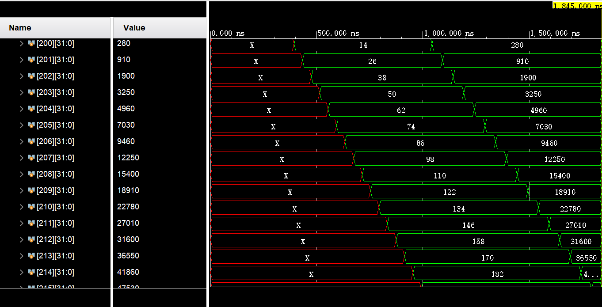 1,845.000 ns
Name Value
0.000 ns 500.000 ns 1,000.000 ns 1,500.000 ns
[200][31:0] 280 X 14 280
[201][31:0] 910 X 26 910
[202][31:0] 1900 X 38 1900
[203][31:0] 3250 X 50 3250
[204][31:0] 4960 X 62 4960
[205][31:0] 7030 X 74 7030
[206][31:0] 9460 X 86 9460
[207][31:0] 12250 X 98 12250
[208][31:0] 15400 X 110 15400
[209][31:0] 18910 X 122 18910
[210][31:0] 22780 X 134 22780
[211][31:0] 27010 X 146 27010
[212][31:0] 31600 X 158 31600
[213][31:0] 36550 X 170 36550
[214][31:0] 41860 X 182 4...